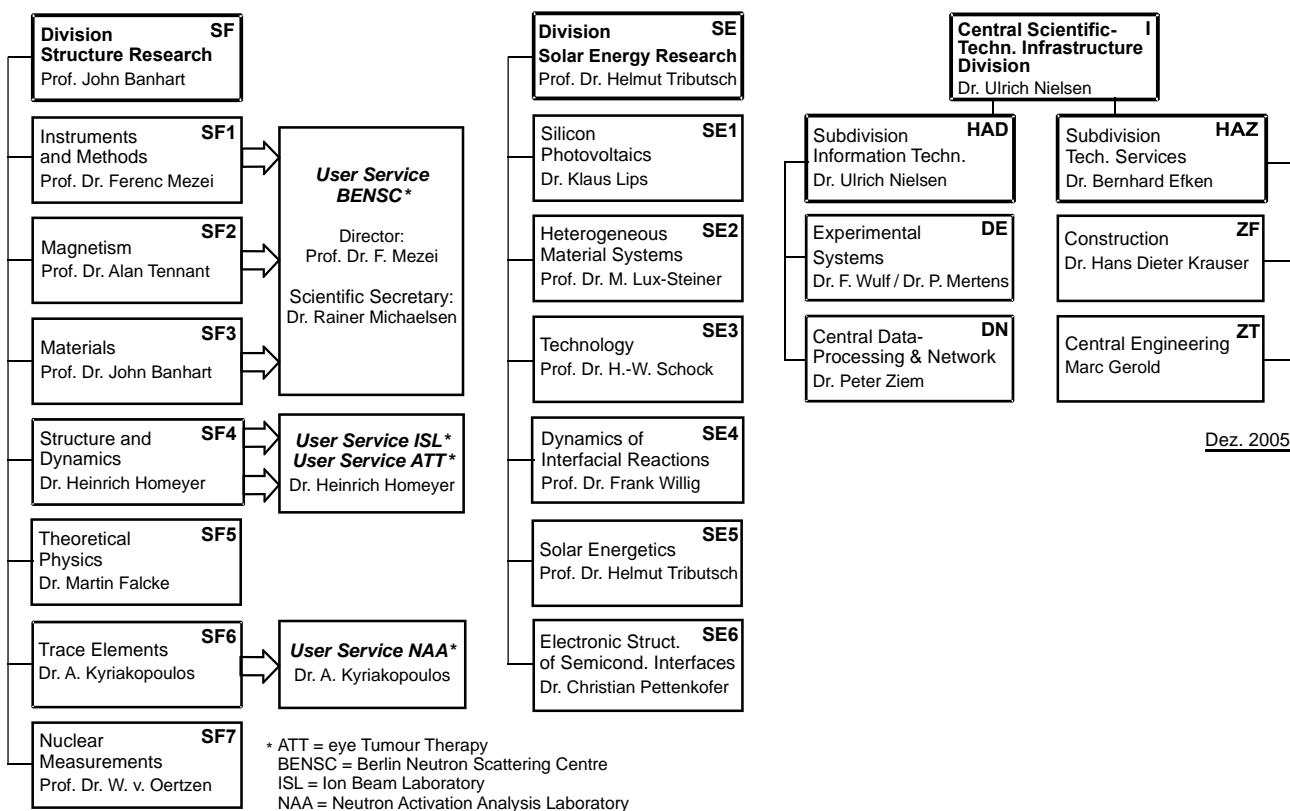 Division SF
Structure Research
Prof. John Banhart
Instruments SF1
and Methods
Prof. Dr. Ferenc Mezei
Magnetism SF2
Prof. Dr. Alan Tennant
Materials SF3
Prof. Dr. John Banhart
Structure and SF4
Dynamics
Dr. Heinrich Homeyer
Theoretical SF5
Physics
Dr. Martin Falcke
Trace Elements SF6
Dr. A. Kyriakopoulos
Nuclear SF7
Measurements
Prof. Dr. W. v. Oertzen
User Service
BENSC*
Director:
Prof. Dr. F. Mezei
Scientific Secretary:
Dr. Rainer Michaelsen
User Service ISL*
User Service ATT*
Dr. Heinrich Homeyer
User Service NAA*
Dr. A. Kyriakopoulos
* ATT = eye Tumour Therapy
BENSC = Berlin Neutron Scattering Centre
ISL = Ion Beam Laboratory
NAA = Neutron Activation Analysis Laboratory
Division SE
Solar Energy Research
Prof. Dr. Helmut Tributsch
Silicon SE1
Photovoltaics
Dr. Klaus Lips
Heterogeneous SE2
Material Systems
Prof. Dr. M. Lux-Steiner
Technology SE3
Prof. Dr. H.-W. Schock
Dynamics of SE4
Interfacial Reactions
Prof. Dr. Frank Willig
Solar Energetics SE5
Prof. Dr. Helmut Tributsch
Electronic Struct. SE6
of Semicond. Interfaces
Dr. Christian Pettenkofer
Central Scientific- I
Techn. Infrastructure
Division
Dr. Ulrich Nielsen
Subdivision HAD
Information Techn.
Dr. Ulrich Nielsen
Experimental DE
Systems
Dr. F. Wulf / Dr. P. Mertens
Central Data- DN
Processing & Network
Dr. Peter Ziem
Subdivision HAZ
Tech. Services
Dr. Bernhard Efken
Construction ZF
Dr. Hans Dieter Krauser
Central Engineering ZT
Marc Gerold
Dez. 2005